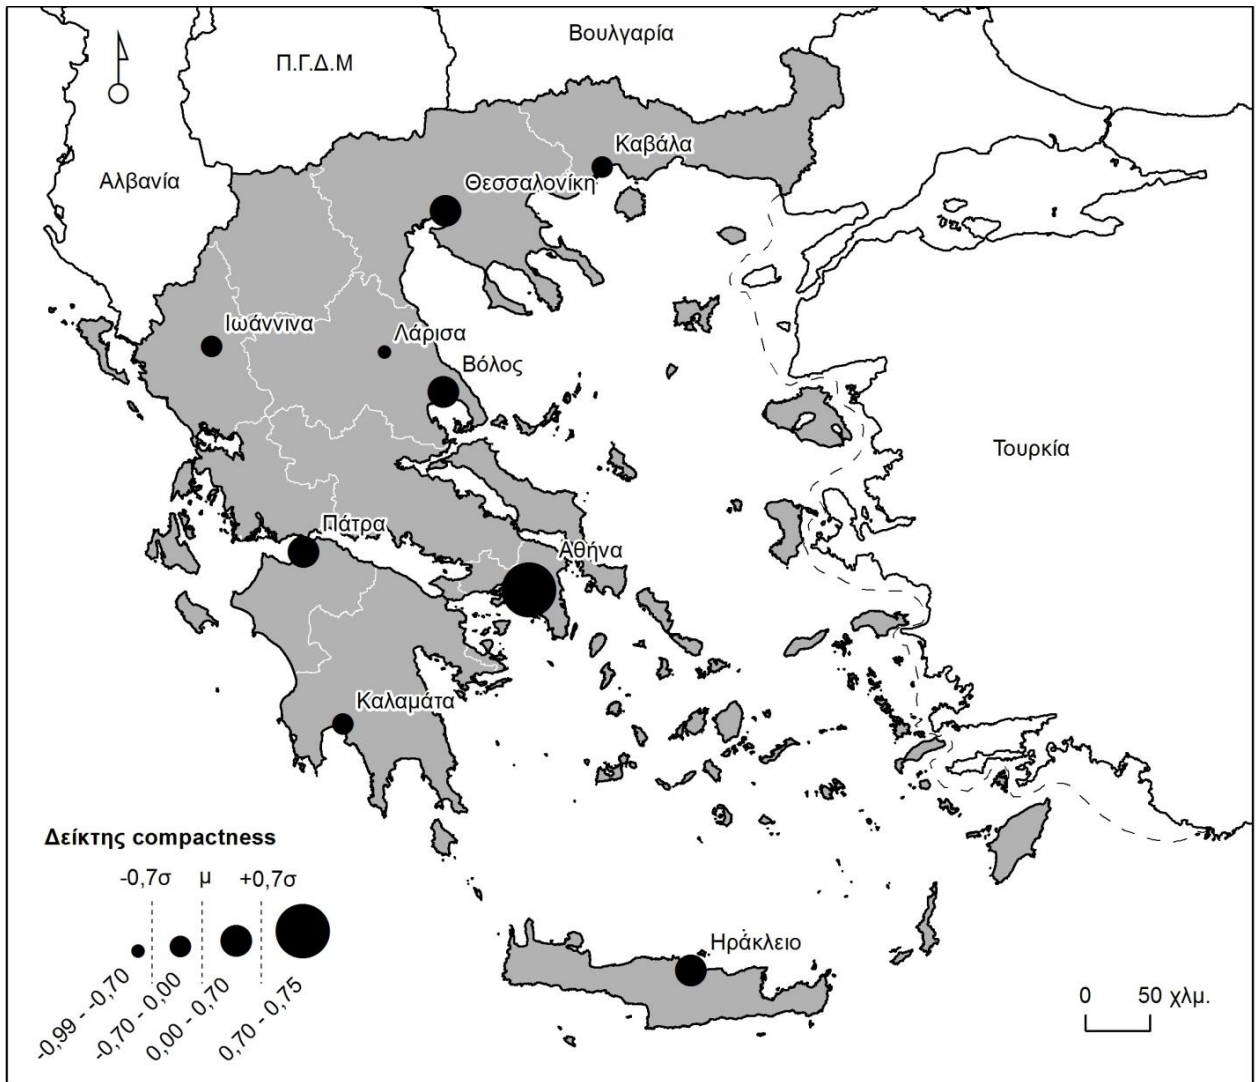 Βουλγαρία
Π.Γ.Δ.Μ
Καβάλα
Αλβανία
Θεσσαλονίκη
Ιωάννινα
Λάρισα
Βόλος
Τουρκία
Πάτρα
Αθήνα
Καλαμάτα
Δείκτης compactness
-0,7σ μ +0,7σ
-0,99 - -0,70
-0,70 - 0,00
0,00 - 0,70
0,70 - 0,75
Ηράκλειο
0 50 χλμ.